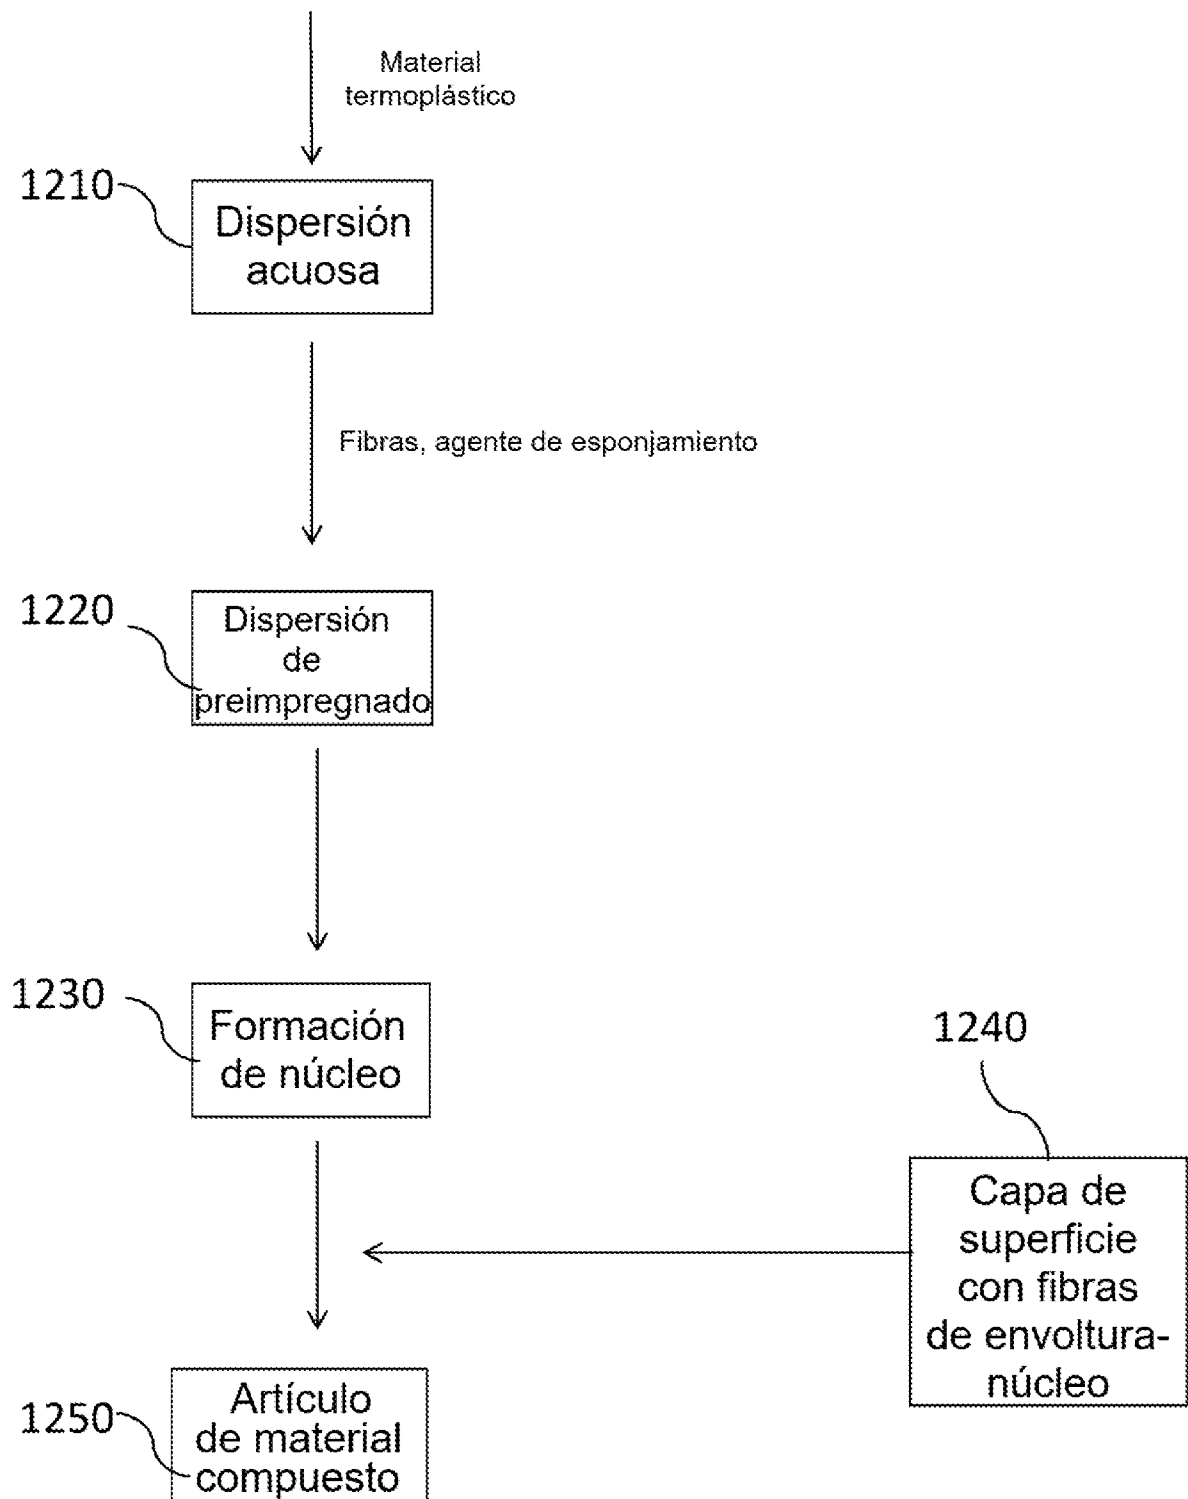 Material
termoplástico
1210
Dispersión
acuosa
Fibras, agente de esponjamiento
1220
Dispersión
de
preimpregnado
1230
Formación
de núcleo
1240
Capa de
superficie
con fibras
de envoltura-
núcleo
1250
Artículo
de material
compuesto